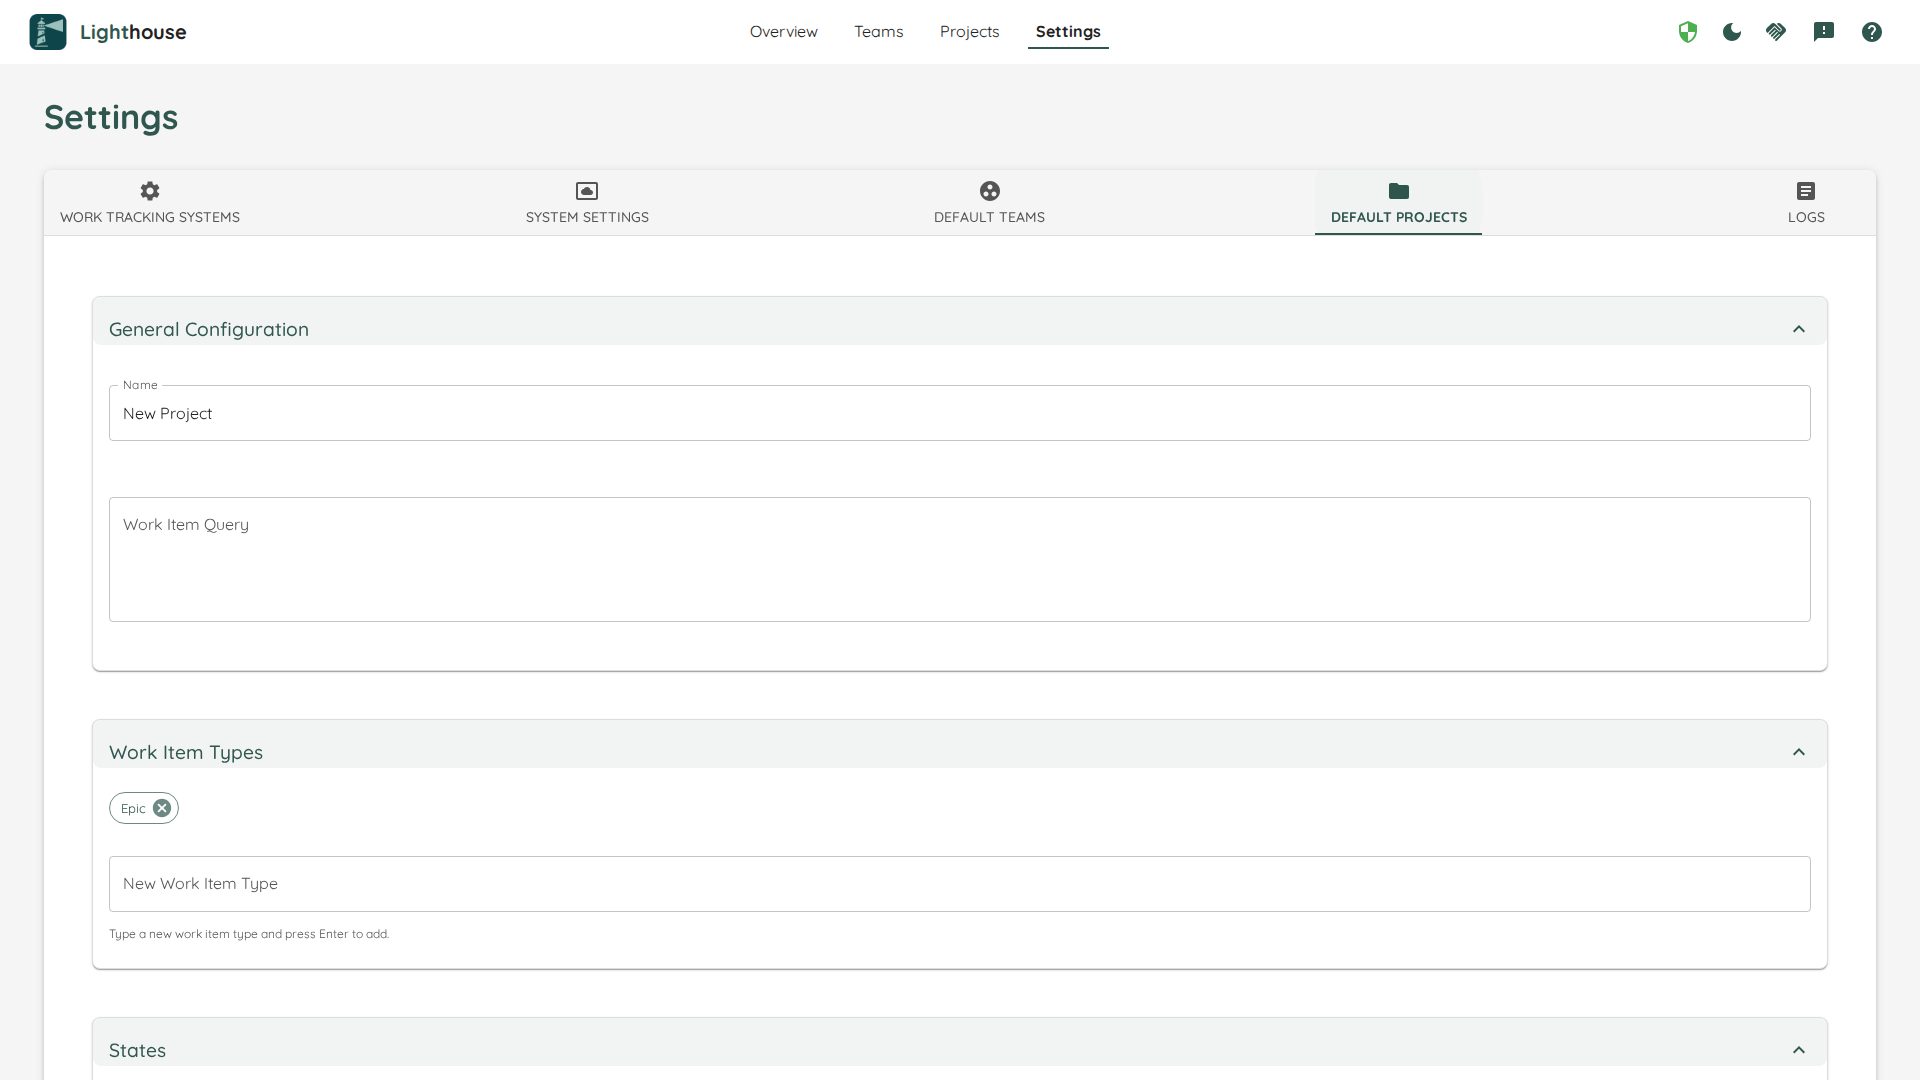 Lighthouse
Overview
Teams
Projects
Settings
Settings
WORK TRACKING SYSTEMS
SYSTEM SETTINGS
DEFAULT TEAMS
DEFAULT PROJECTS
LOGS
General Configuration
Name
New Project
Work Item Query
Work Item Types
Epic
New Work Item Type
Type a new work item type and press Enter to add.
States